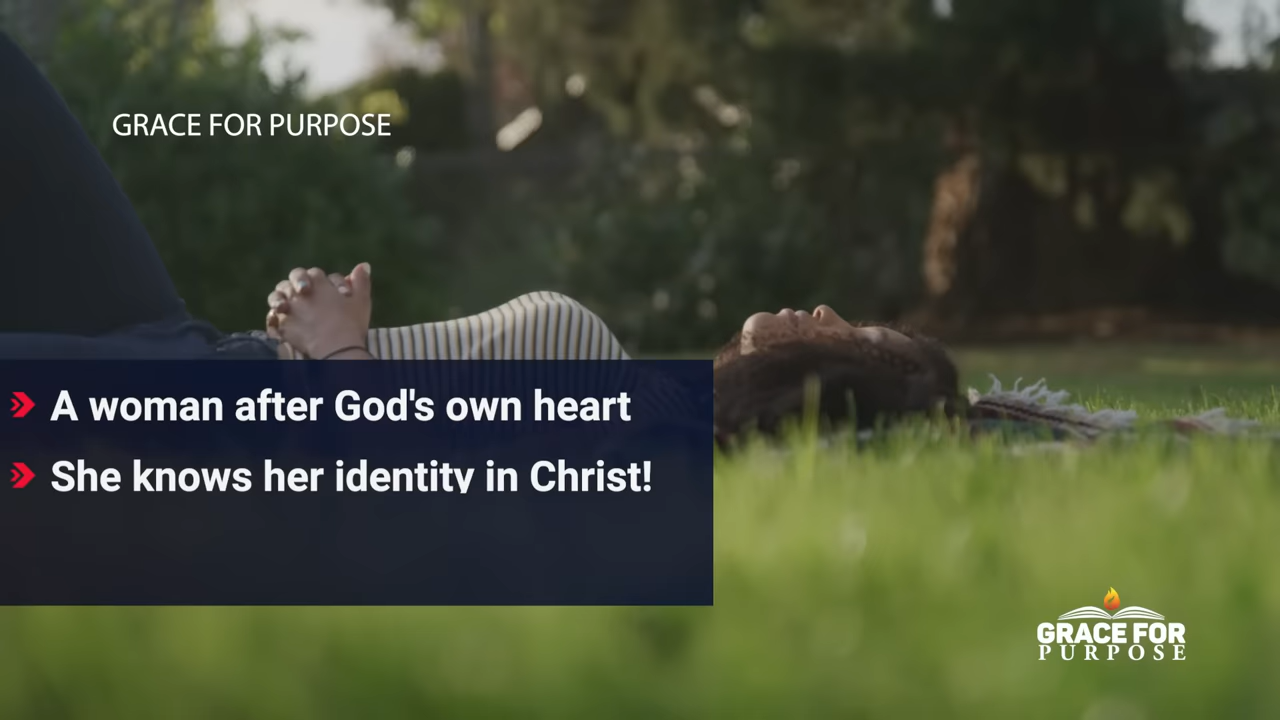 GRACE FOR PURPOSE
A woman after God's own heart
She knows her identity in Christ!
GRACE FOR
PURPOSE